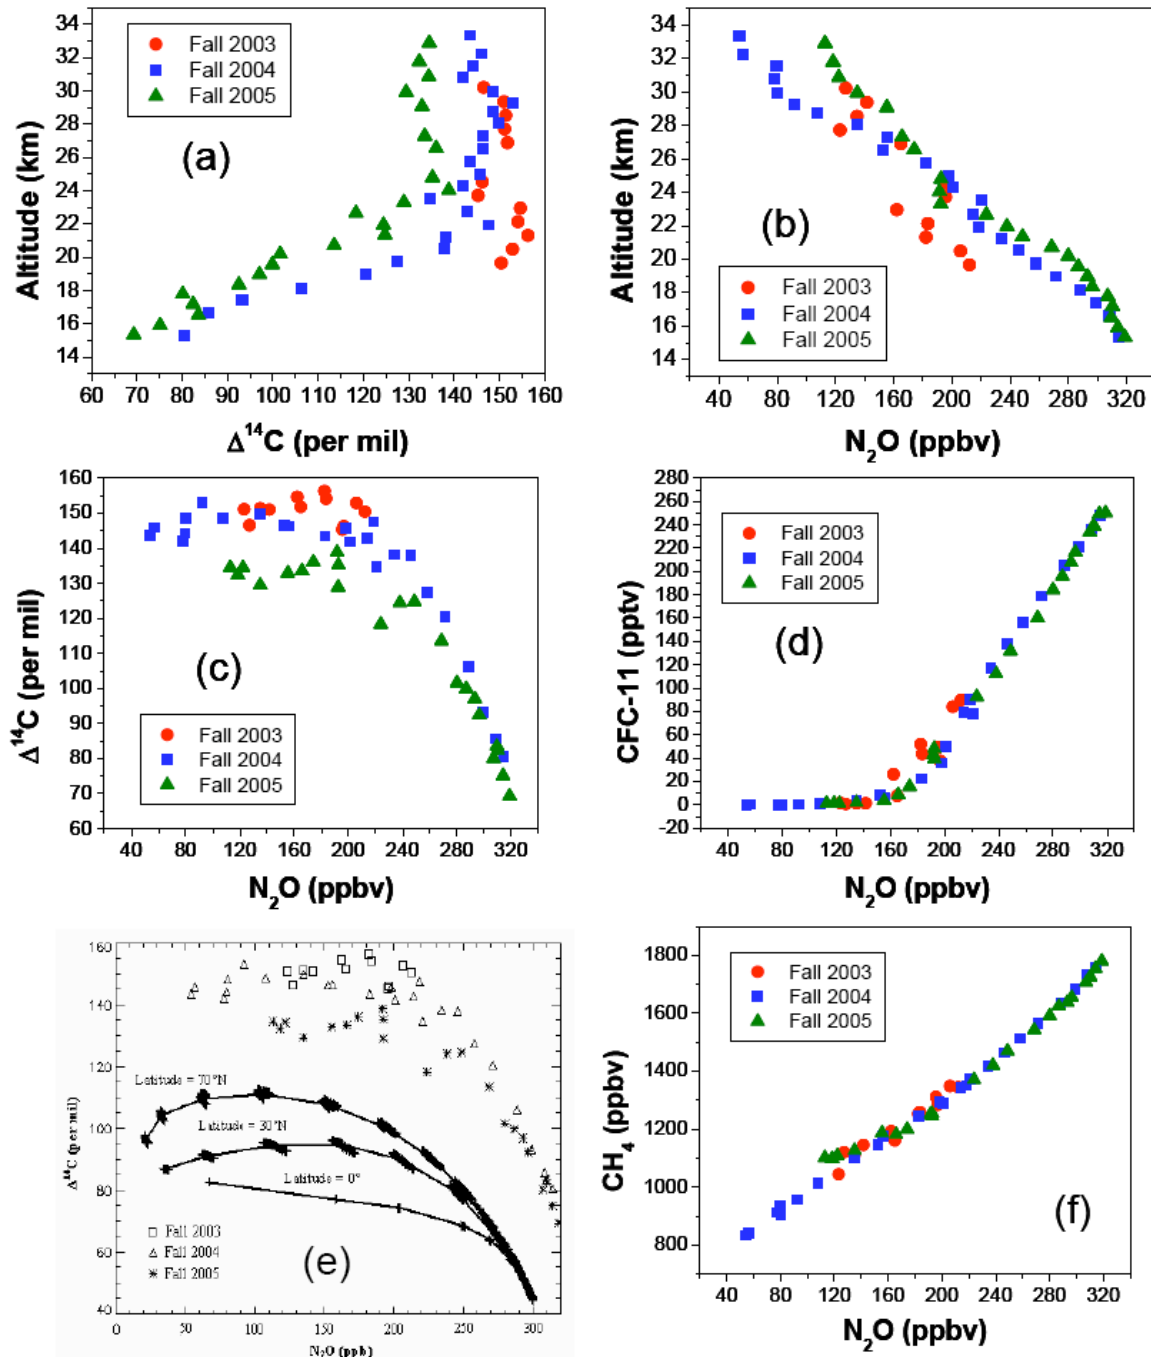 34
32
30
28
26
24
22
20
18
16
14
Altitude (km)
Fall 2003
Fall 2004
Fall 2005
(a)
60 70 80 90 100 110 120 130 140 150 160
Δ¹⁴C (per mil)
34
32
30
28
26
24
22
20
18
16
14
Altitude (km)
(b)
Fall 2003
Fall 2004
Fall 2005
40 80 120 160 200 240 280 320
N₂O (ppbv)
160
150
140
130
120
110
100
90
80
70
60
Δ¹⁴C (per mil)
(c)
Fall 2003
Fall 2004
Fall 2005
40 80 120 160 200 240 280 320
N₂O (ppbv)
280
260
240
220
200
180
160
140
120
100
80
60
40
20
0
-20
CFC-11 (pptv)
Fall 2003
Fall 2004
Fall 2005
(d)
40 80 120 160 200 240 280 320
N₂O (ppbv)
160
140
120
100
80
60
40
Δ¹⁴C (per mil)
Latitude = 70°N
Latitude = 30°N
Latitude = 0°
Fall 2003
Fall 2004
Fall 2005
(e)
0 50 100 150 200 250 300
N₂O (ppb)
1800
1600
1400
1200
1000
800
CH₄ (ppbv)
Fall 2003
Fall 2004
Fall 2005
(f)
40 80 120 160 200 240 280 320
N₂O (ppbv)